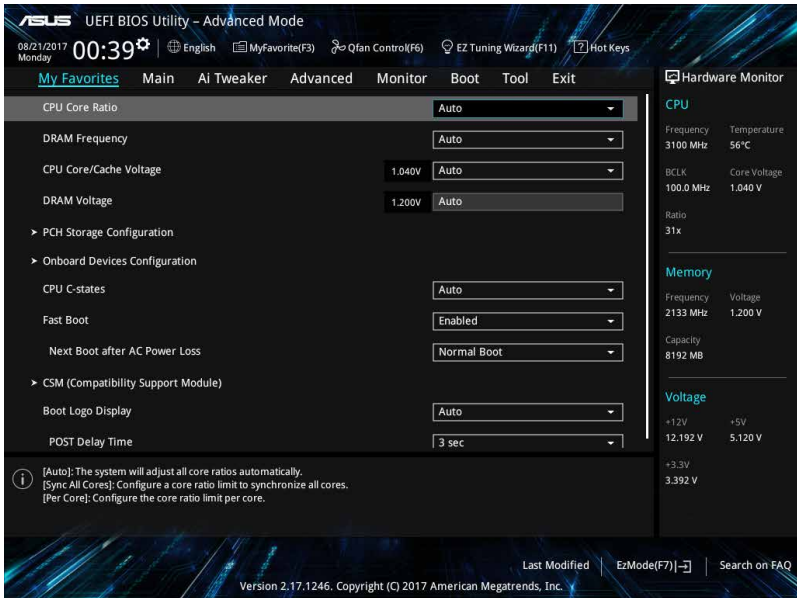 ASUS UEFI BIOS Utility – Advanced Mode
08/21/2017 Monday 00:39 English MyFavorite(F3) Qfan Control(F6) EZ Tuning Wizard(F11) ? Hot Keys
My Favorites Main Ai Tweaker Advanced Monitor Boot Tool Exit
CPU Core Ratio Auto
DRAM Frequency Auto
CPU Core/Cache Voltage 1.040V Auto
DRAM Voltage 1.200V Auto
> PCH Storage Configuration
> Onboard Devices Configuration
CPU C-states Auto
Fast Boot Enabled
Next Boot after AC Power Loss Normal Boot
> CSM (Compatibility Support Module)
Boot Logo Display Auto
POST Delay Time 3 sec
[Auto]: The system will adjust all core ratios automatically.
[Sync All Cores]: Configure a core ratio limit to synchronize all cores.
[Per Core]: Configure the core ratio limit per core.
Hardware Monitor
CPU
Frequency Temperature
3100 MHz 56°C
BCLK Core Voltage
100.0 MHz 1.040 V
Ratio
31x
Memory
Frequency Voltage
2133 MHz 1.200 V
Capacity
8192 MB
Voltage
+12V +5V
12.192 V 5.120 V
+3.3V
3.392 V
Last Modified EzMode(F7) Search on FAQ
Version 2.17.1246. Copyright (C) 2017 American Megatrends, Inc.